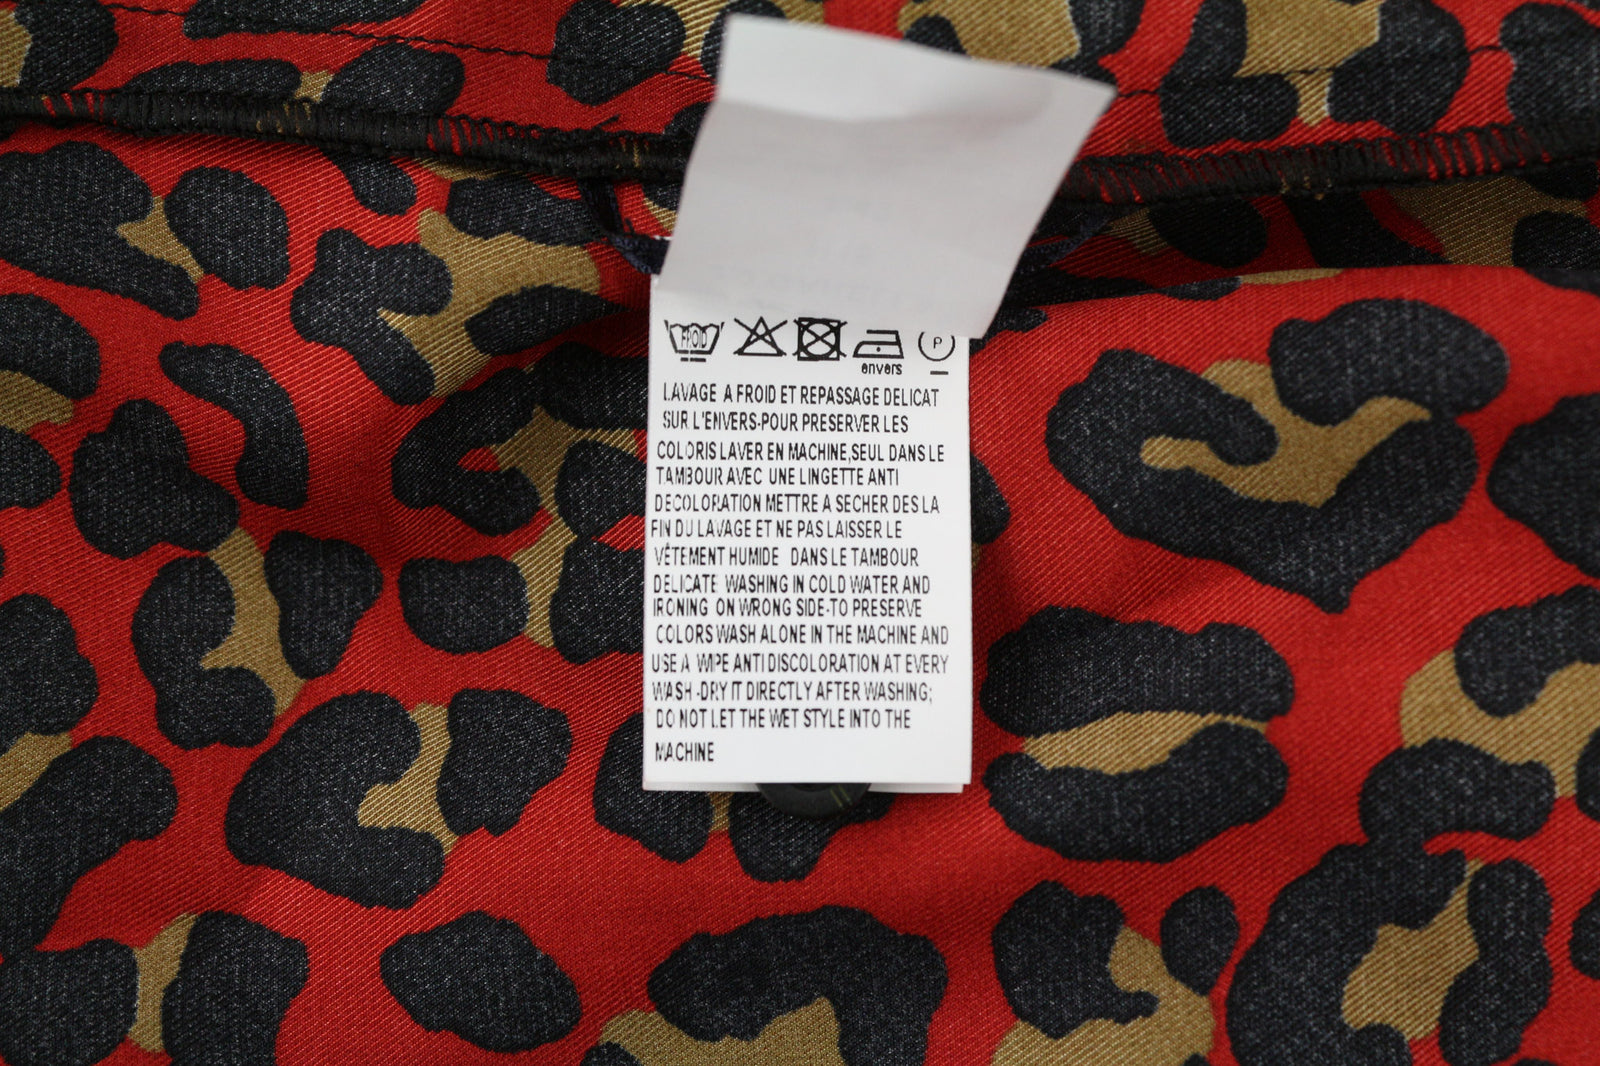 FROID
P
envers
LAVAGE A FROID ET REPASSAGE DELICAT
SUR L'ENVERS-POUR PRESERVER LES
COLORIS LAVER EN MACHINE,SEUL DANS LE
TAMBOUR AVEC UNE LINGETTE ANTI
DECOLORATION METTRE A SECHER DES LA
FIN DU LAVAGE ET NE PAS LAISSER LE
VÊTEMENT HUMIDE DANS LE TAMBOUR
DELICATE WASHING IN COLD WATER AND
IRONING ON WRONG SIDE-TO PRESERVE
COLORS WASH ALONE IN THE MACHINE AND
USE A WIPE ANTI DISCOLORATION AT EVERY
WASH -DRY IT DIRECTLY AFTER WASHING;
DO NOT LET THE WET STYLE INTO THE
MACHINE